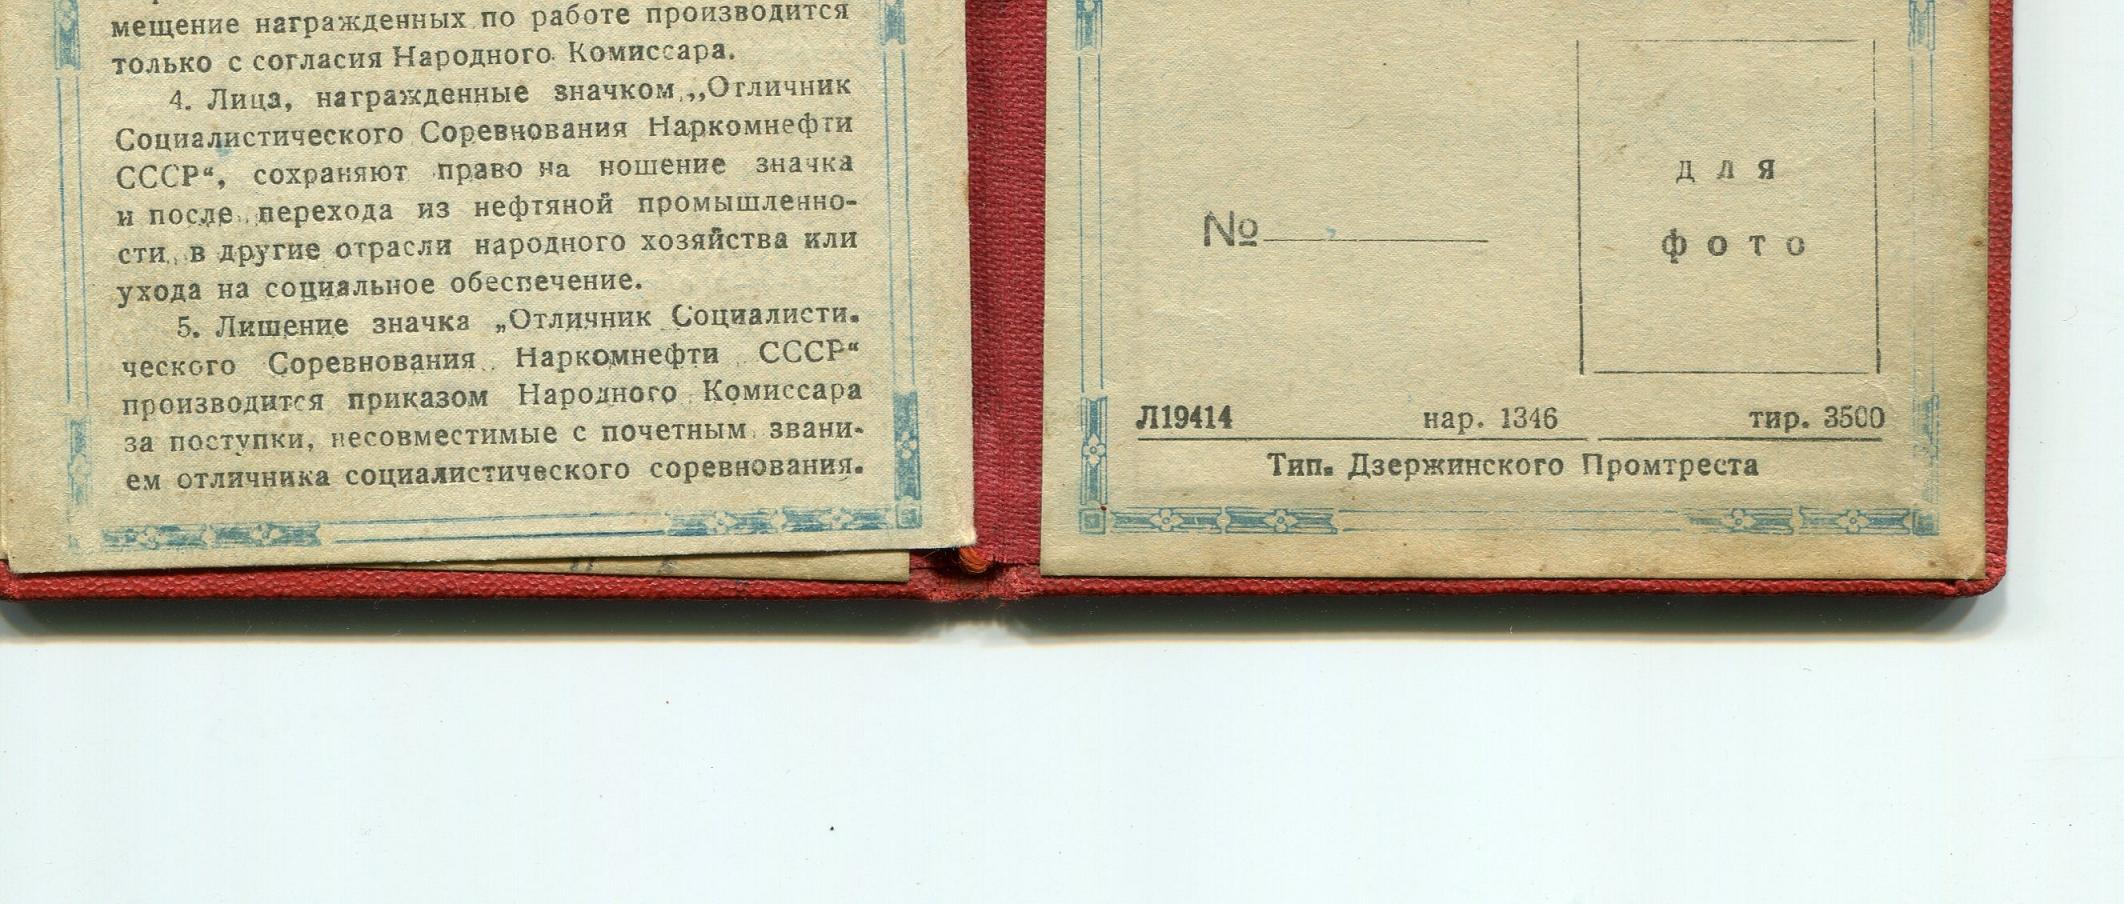 мещение награжденных по работе производится
только с согласия Народного Комиссара.
4. Лица, награжденные значком „Отличник
Социалистического Соревнования Наркомнефти
СССР“, сохраняют право на ношение значка
и после перехода из нефтяной промышленно-
сти в другие отрасли народного хозяйства или
ухода на социальное обеспечение.
5. Лишение значка „Отличник Социалисти.
ческого Соревнования Наркомнефти СССР“
производится приказом Народного Комиссара
за поступки, несовместимые с почетным звани-
ем отличника социалистического соревнования.
№
для
фото
Л19414 нар. 1346 тир. 3500
Тип. Дзержинского Промтреста